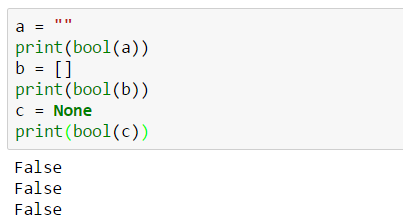 a = ""
print(bool(a))
b = []
print(bool(b))
c = None
print(bool(c))
False
False
False